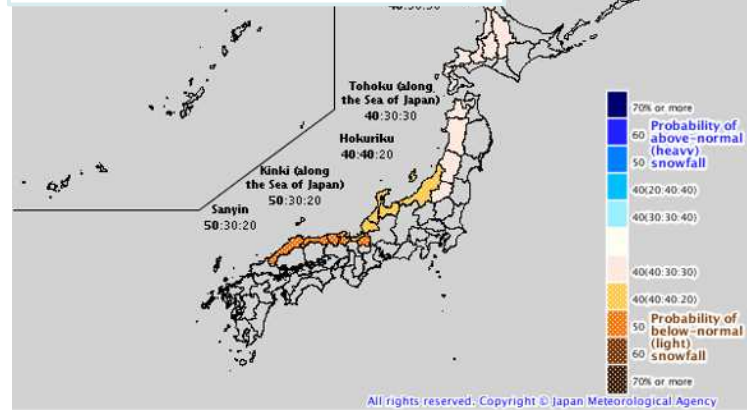 40:30:30
Tohoku (along
the Sea of Japan)
40:30:30
Hokuriku
40:40:20
Kinki (along
the Sea of Japan)
50:30:20
Sanyin
50:30:20
70% or more
60 Probability of
above-normal
(heavy)
50 snowfall
40(20:40:40)
40(30:30:40)
40(40:30:30)
40(40:40:20)
50 Probability of
below-normal
(light)
60 snowfall
70% or more
All rights reserved. Copyright © Japan Meteorological Agency